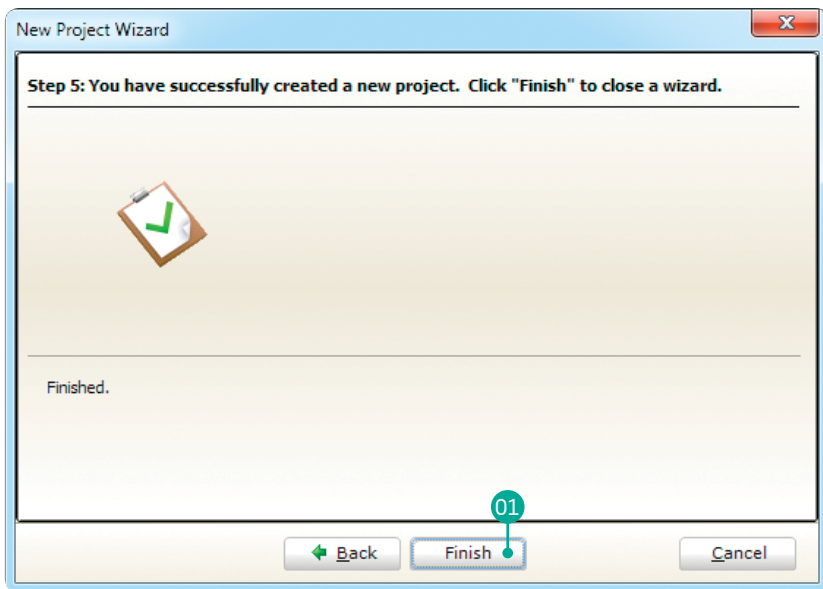 New Project Wizard
Step 5: You have successfully created a new project. Click "Finish" to close a wizard.
Finished.
01
Back Finish Cancel